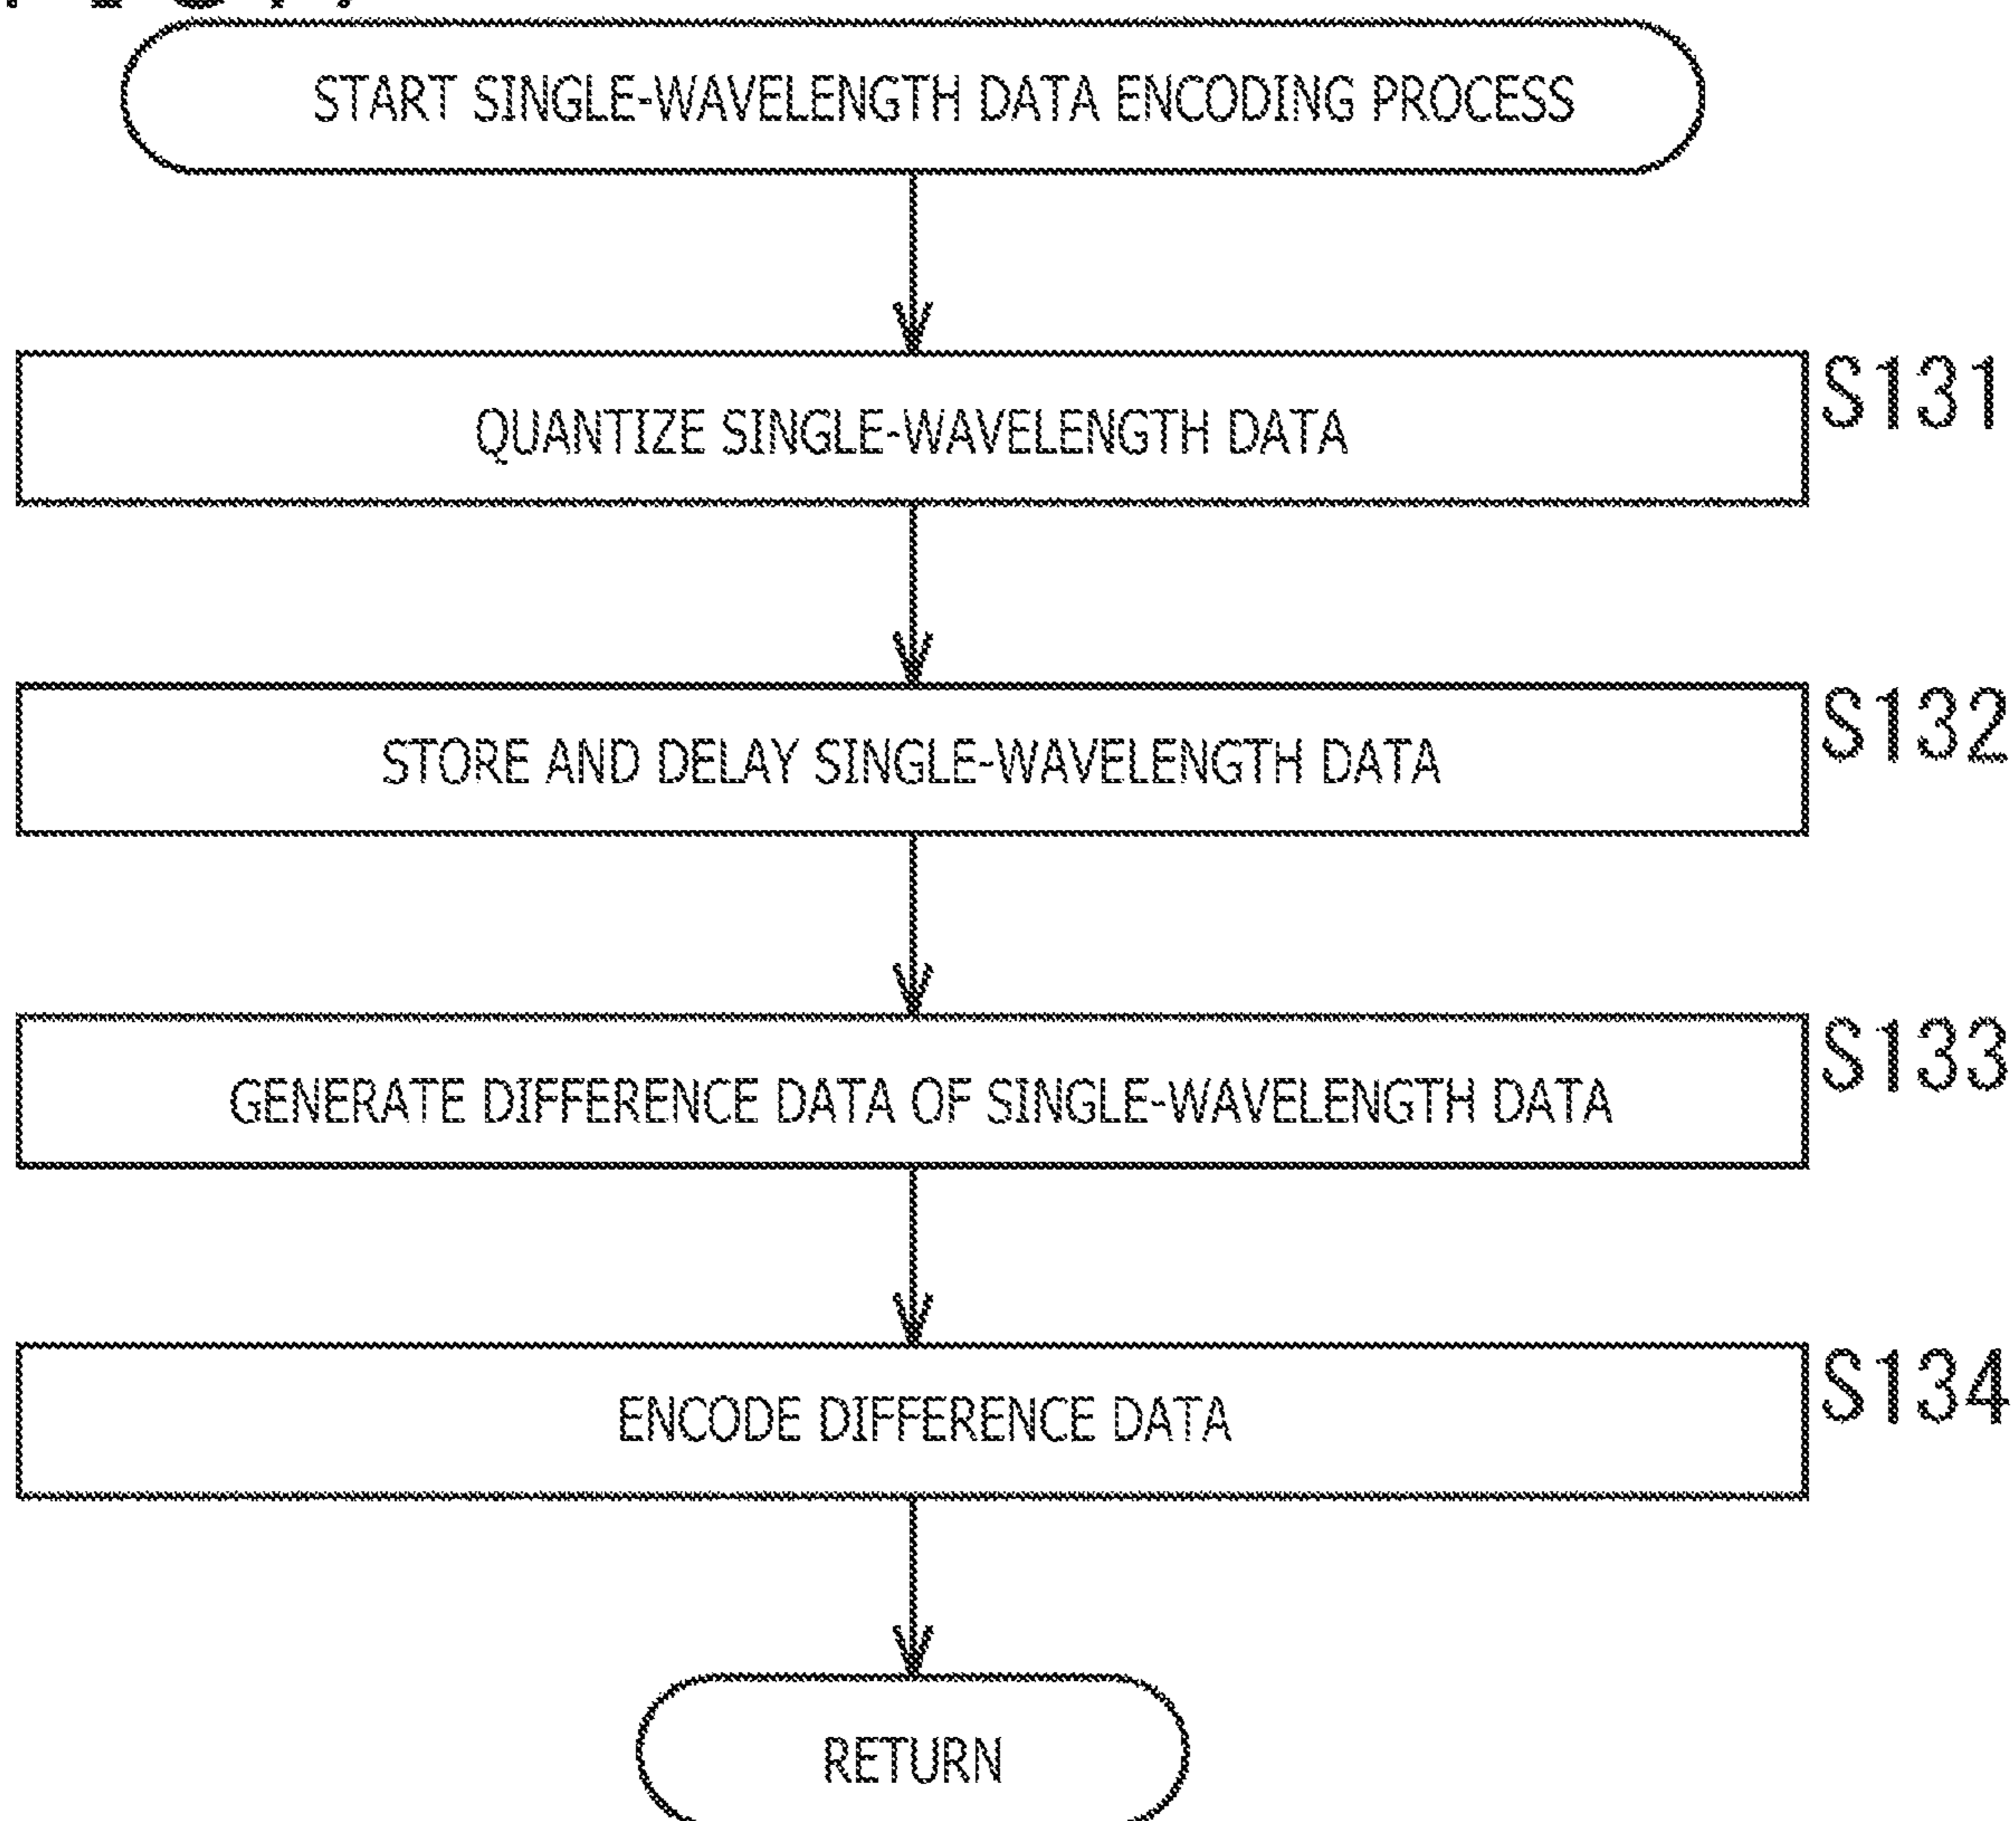 START SINGLE-WAVELENGTH DATA ENCODING PROCESS
QUANTIZE SINGLE-WAVELENGTH DATA
S131
STORE AND DELAY SINGLE-WAVELENGTH DATA
S132
GENERATE DIFFERENCE DATA OF SINGLE-WAVELENGTH DATA
S133
ENCODE DIFFERENCE DATA
S134
RETURN